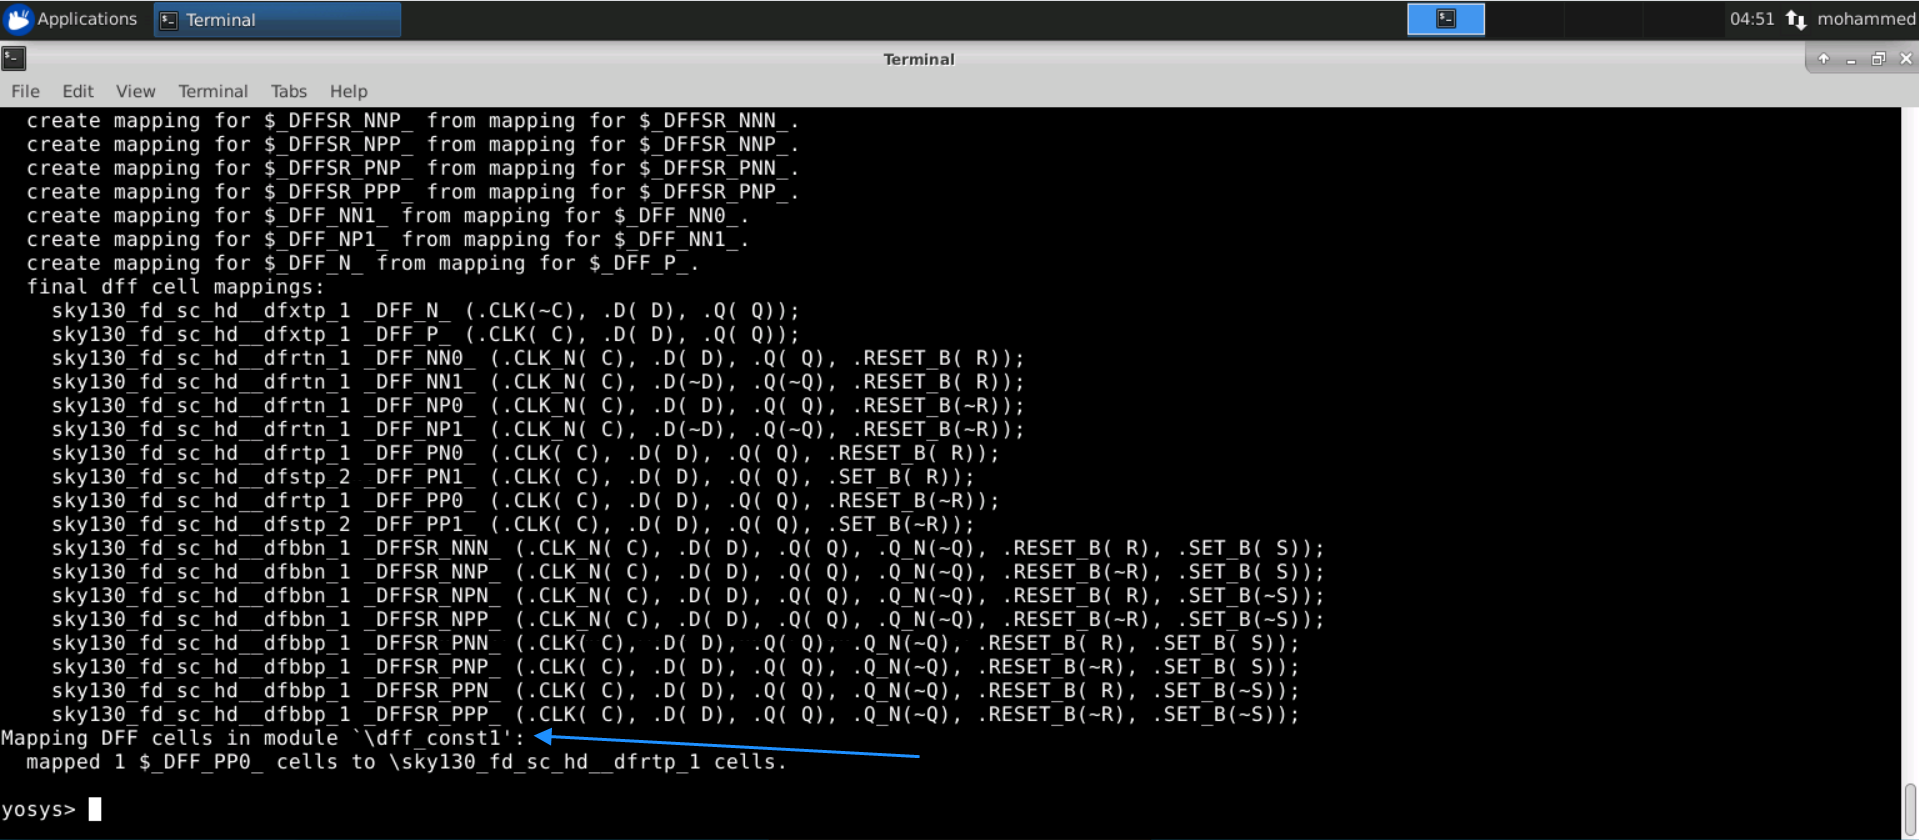 Applications Terminal 04:51 mohammed
Terminal
File Edit View Terminal Tabs Help
create mapping for $_DFFSR_NNP_ from mapping for $_DFFSR_NNN_.
create mapping for $_DFFSR_NPP_ from mapping for $_DFFSR_NNP_.
create mapping for $_DFFSR_PNP_ from mapping for $_DFFSR_PNN_.
create mapping for $_DFFSR_PPP_ from mapping for $_DFFSR_PNP_.
create mapping for $_DFF_NN1_ from mapping for $_DFF_NN0_.
create mapping for $_DFF_NP1_ from mapping for $_DFF_NN1_.
create mapping for $_DFF_N_ from mapping for $_DFF_P_.
final dff cell mappings:
sky130_fd_sc_hd__dfxtp_1 _DFF_N_ (.CLK(~C), .D( D), .Q( Q));
sky130_fd_sc_hd__dfxtp_1 _DFF_P_ (.CLK( C), .D( D), .Q( Q));
sky130_fd_sc_hd__dfrtn_1 _DFF_NN0_ (.CLK_N( C), .D( D), .Q( Q), .RESET_B( R));
sky130_fd_sc_hd__dfrtn_1 _DFF_NN1_ (.CLK_N( C), .D(~D), .Q(~Q), .RESET_B( R));
sky130_fd_sc_hd__dfrtn_1 _DFF_NP0_ (.CLK_N( C), .D( D), .Q( Q), .RESET_B(~R));
sky130_fd_sc_hd__dfrtn_1 _DFF_NP1_ (.CLK_N( C), .D(~D), .Q(~Q), .RESET_B(~R));
sky130_fd_sc_hd__dfrtp_1 _DFF_PN0_ (.CLK( C), .D( D), .Q( Q), .RESET_B( R));
sky130_fd_sc_hd__dfstp_2 _DFF_PN1_ (.CLK( C), .D( D), .Q( Q), .SET_B( R));
sky130_fd_sc_hd__dfrtp_1 _DFF_PP0_ (.CLK( C), .D( D), .Q( Q), .RESET_B(~R));
sky130_fd_sc_hd__dfstp_2 _DFF_PP1_ (.CLK( C), .D( D), .Q( Q), .SET_B(~R));
sky130_fd_sc_hd__dfbbn_1 _DFFSR_NNN_ (.CLK_N( C), .D( D), .Q( Q), .Q_N(~Q), .RESET_B( R), .SET_B( S));
sky130_fd_sc_hd__dfbbn_1 _DFFSR_NNP_ (.CLK_N( C), .D( D), .Q( Q), .Q_N(~Q), .RESET_B(~R), .SET_B( S));
sky130_fd_sc_hd__dfbbn_1 _DFFSR_NPN_ (.CLK_N( C), .D( D), .Q( Q), .Q_N(~Q), .RESET_B( R), .SET_B(~S));
sky130_fd_sc_hd__dfbbn_1 _DFFSR_NPP_ (.CLK_N( C), .D( D), .Q( Q), .Q_N(~Q), .RESET_B(~R), .SET_B(~S));
sky130_fd_sc_hd__dfbbp_1 _DFFSR_PNN_ (.CLK( C), .D( D), .Q( Q), .Q_N(~Q), .RESET_B( R), .SET_B( S));
sky130_fd_sc_hd__dfbbp_1 _DFFSR_PNP_ (.CLK( C), .D( D), .Q( Q), .Q_N(~Q), .RESET_B(~R), .SET_B( S));
sky130_fd_sc_hd__dfbbp_1 _DFFSR_PPN_ (.CLK( C), .D( D), .Q( Q), .Q_N(~Q), .RESET_B( R), .SET_B(~S));
sky130_fd_sc_hd__dfbbp_1 _DFFSR_PPP_ (.CLK( C), .D( D), .Q( Q), .Q_N(~Q), .RESET_B(~R), .SET_B(~S));
Mapping DFF cells in module `\dff_const1':
mapped 1 $_DFF_PP0_ cells to \sky130_fd_sc_hd__dfrtp_1 cells.
yosys>